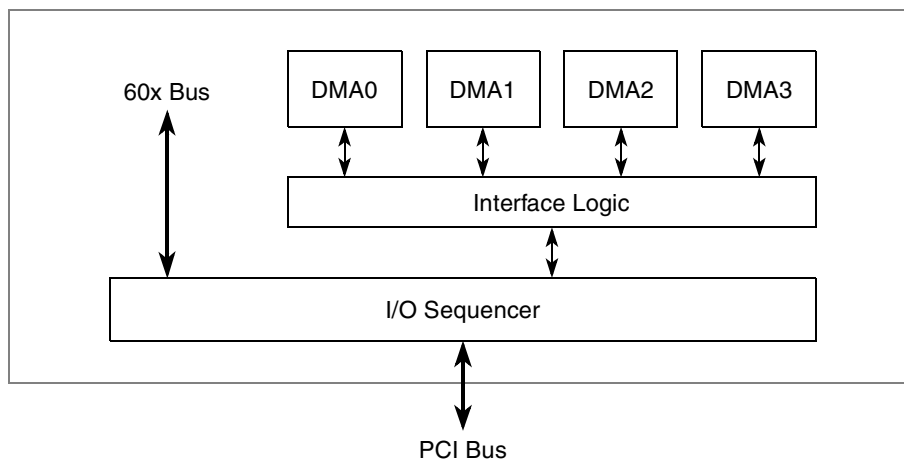 60x Bus
DMA0
DMA1
DMA2
DMA3
Interface Logic
I/O Sequencer
PCI Bus